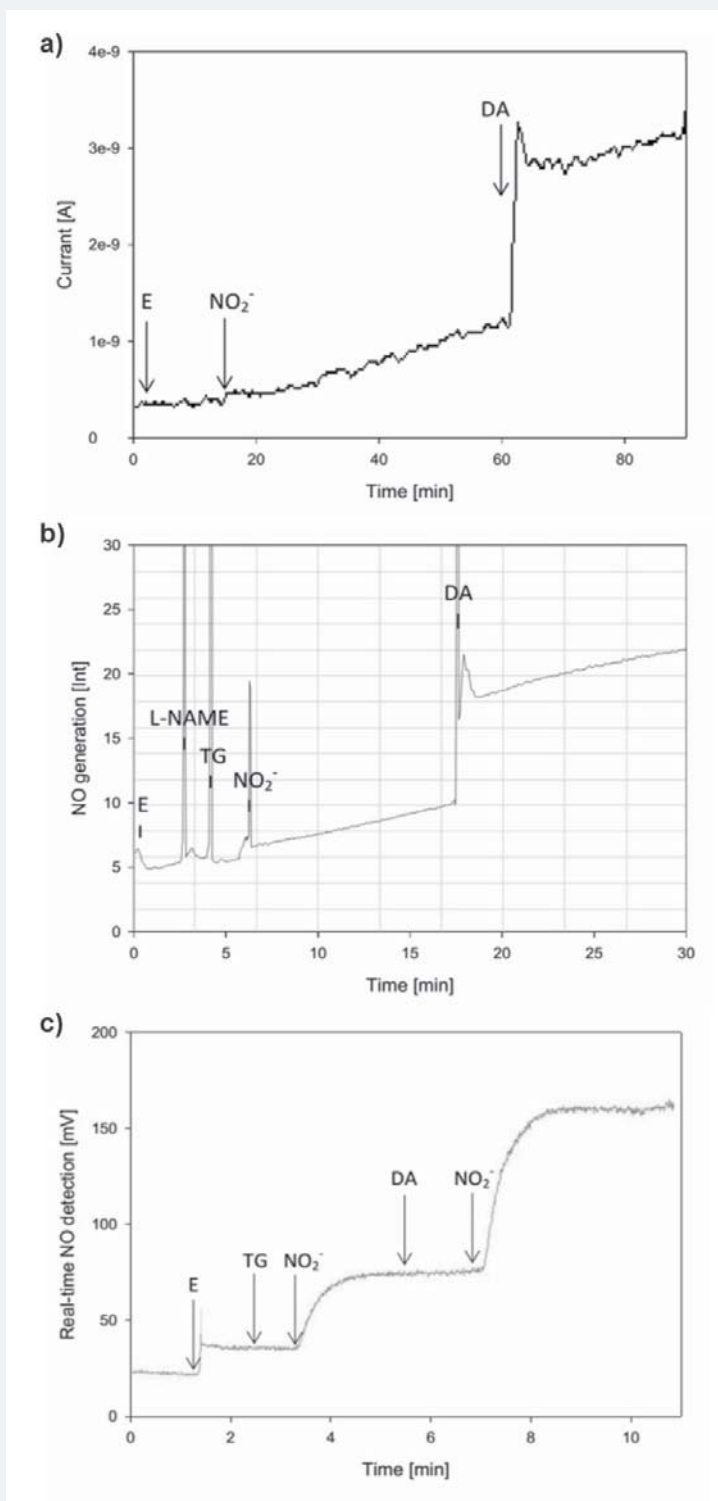 a)
4e-9
3e-9
2e-9
1e-9
0
Currant [A]
E
NO₂⁻
DA
0 20 40 60 80
Time [min]
b)
30
25
20
15
10
5
0
NO generation [Int]
E
L-NAME
TG
NO₂⁻
DA
0 5 10 15 20 25 30
Time [min]
c)
200
150
100
50
0
Real-time NO detection [mV]
E
TG
NO₂⁻
DA
NO₂⁻
0 2 4 6 8 10
Time [min]